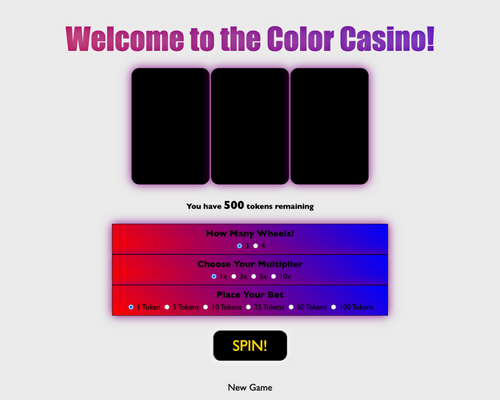 Welcome to the Color Casino!
You have 500 tokens remaining
How Many Wheels?
3 4
Choose Your Multiplier
1x 3x 5x 10x
Place Your Bet
1 Token 5 Tokens 10 Tokens 25 Tokens 50 Tokens 100 Tokens
SPIN!
New Game